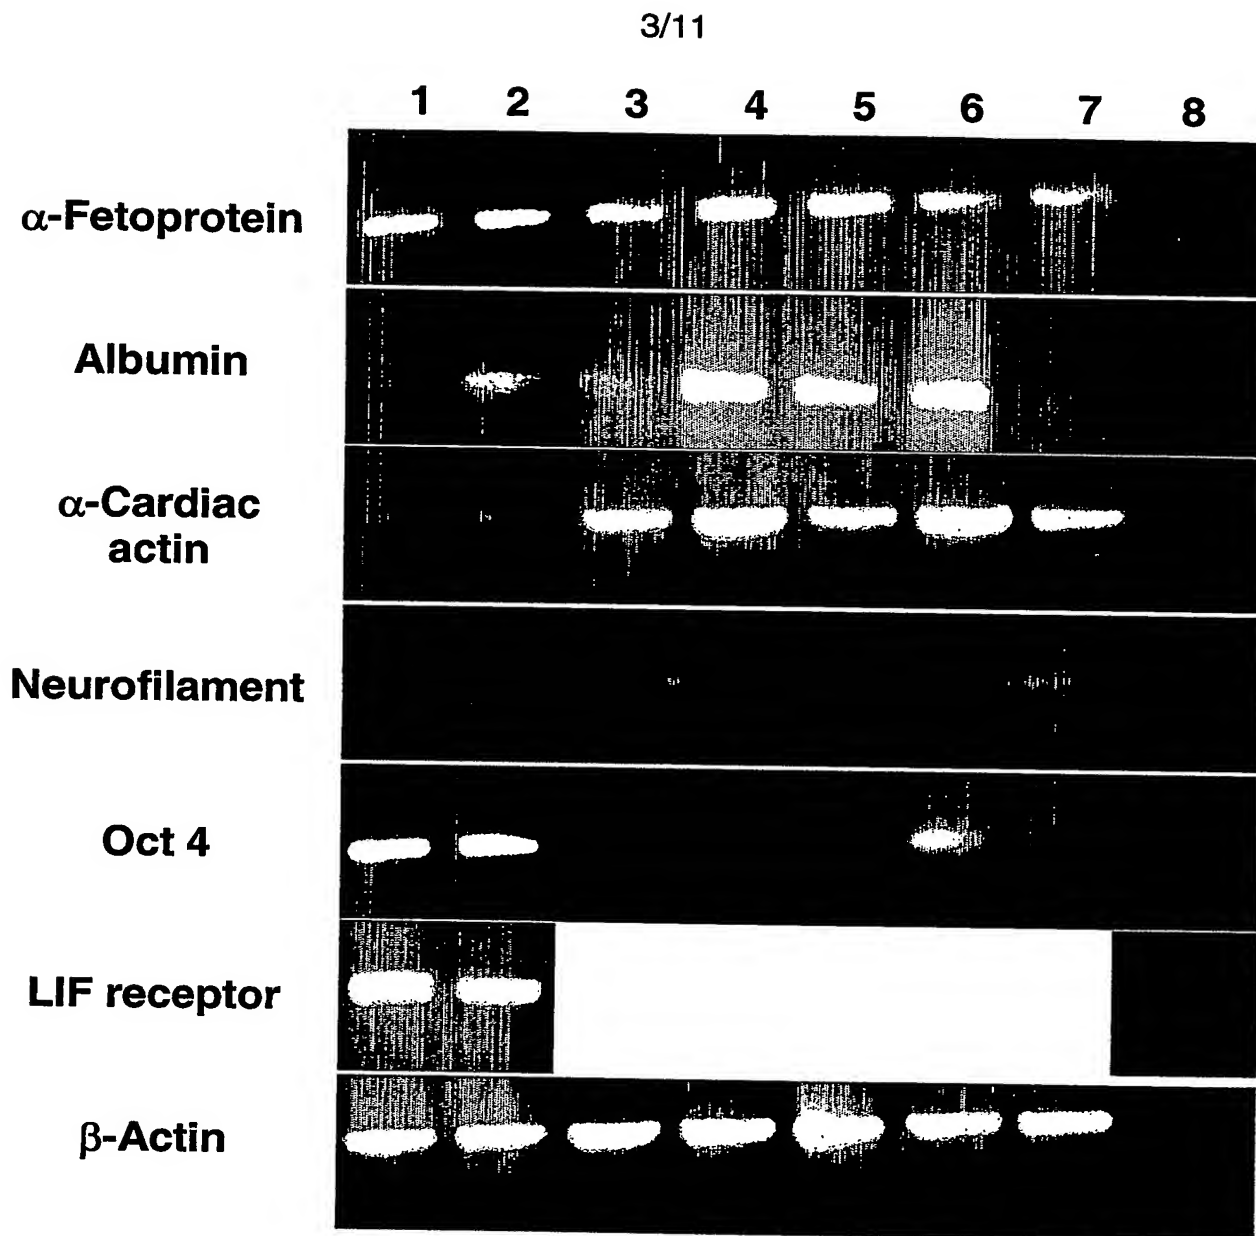 3/11
1 2 3 4 5 6 7 8
α-Fetoprotein
Albumin
α-Cardiac
actin
Neurofilament
Oct 4
LIF receptor
β-Actin